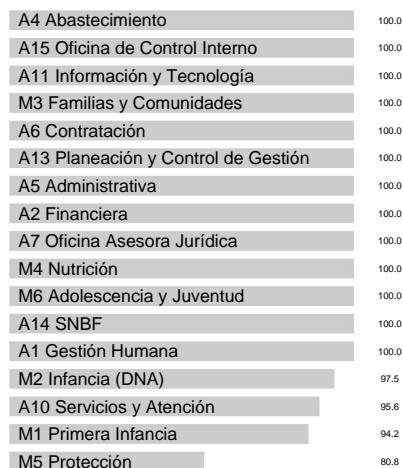 A4 Abastecimiento 100.0
A15 Oficina de Control Interno 100.0
A11 Información y Tecnología 100.0
M3 Familias y Comunidades 100.0
A6 Contratación 100.0
A13 Planeación y Control de Gestión 100.0
A5 Administrativa 100.0
A2 Financiera 100.0
A7 Oficina Asesora Jurídica 100.0
M4 Nutrición 100.0
M6 Adolescencia y Juventud 100.0
A14 SNBF 100.0
A1 Gestión Humana 100.0
M2 Infancia (DNA) 97.5
A10 Servicios y Atención 95.6
M1 Primera Infancia 94.2
M5 Protección 80.8